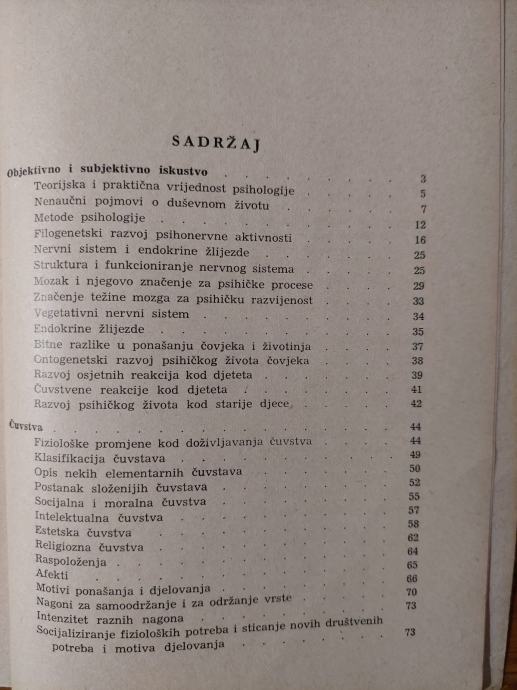 SADRŽAJ
Objektivno i subjektivno iskustvo . . . . . . . 3
Teorijska i praktična vrijednost psihologije . . . . 5
Nenaučni pojmovi o duševnom životu . . . . 7
Metode psihologije . . . . . . . . 12
Filogenetski razvoj psihonervne aktivnosti . . . . 16
Nervni sistem i endokrine žlijezde . . . . . 25
Struktura i funkcioniranje nervnog sistema . . . . 25
Mozak i njegovo značenje za psihičke procese . . . 29
Značenje težine mozga za psihičku razvijenost . . . 33
Vegetativni nervni sistem . . . . . . . 34
Endokrine žlijezde . . . . . . . . 35
Bitne razlike u ponašanju čovjeka i životinja . . . 37
Ontogenetski razvoj psihičkog života čovjeka . . . 38
Razvoj osjetnih reakcija kod djeteta . . . . 39
Čuvstvene reakcije kod djeteta . . . . . 41
Razvoj psihičkog života kod starije djece . . . . 42
Čuvstva . . . . . . . . . . 44
Fiziološke promjene kod doživljavanja čuvstva . . . 44
Klasifikacija čuvstava . . . . . . . 49
Opis nekih elementarnih čuvstava . . . . . 50
Postanak složenijih čuvstava . . . . . . 52
Socijalna i moralna čuvstva . . . . . . 55
Intelektualna čuvstva . . . . . . . 57
Estetska čuvstva . . . . . . . . 58
Religiozna čuvstva . . . . . . . . 62
Raspoloženja . . . . . . . . . 64
Afekti . . . . . . . . . . 65
Motivi ponašanja i djelovanja . . . . . . 66
Nagoni za samoodržanje i za održanje vrste . . . . 70
Intenzitet raznih nagona . . . . . . . 73
Socijaliziranje fizioloških potreba i sticanje novih društvenih
potreba i motiva djelovanja . . . . . . 73